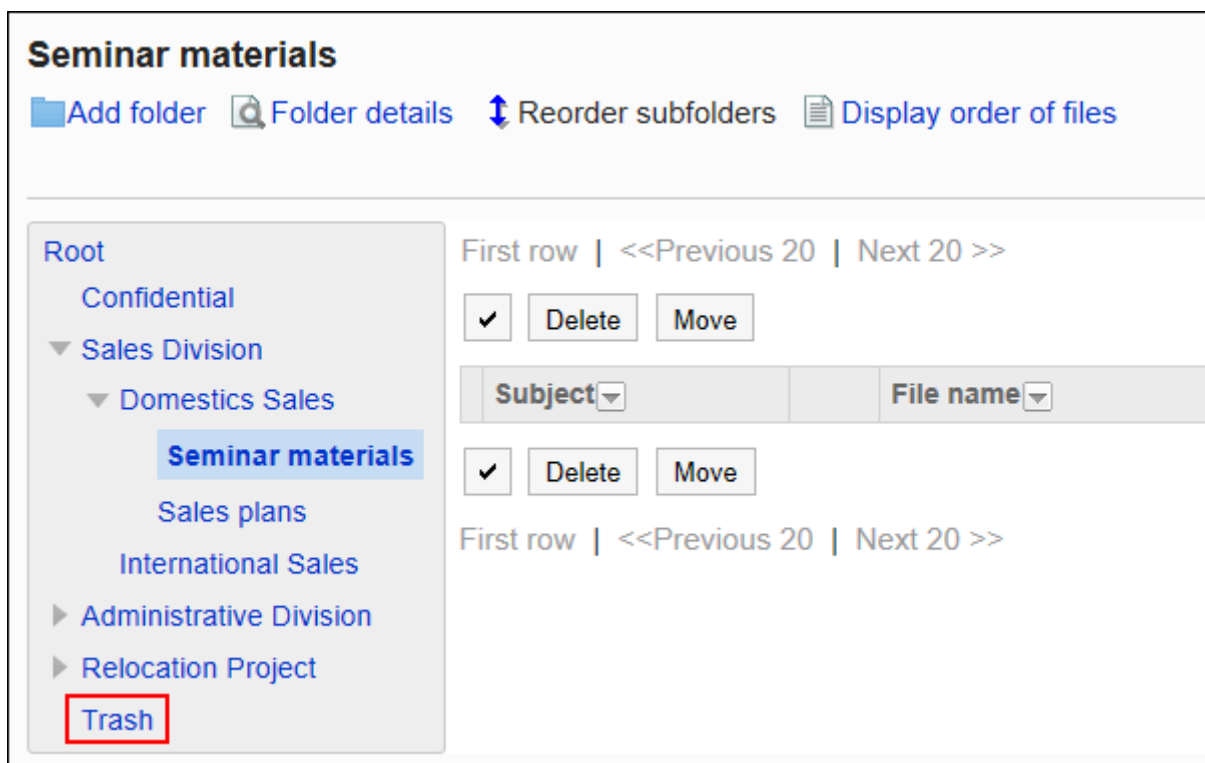 Seminar materials
Add folder Folder details Reorder subfolders Display order of files
Root
Confidential
Sales Division
Domestics Sales
Seminar materials
Sales plans
International Sales
Administrative Division
Relocation Project
Trash
First row | <<Previous 20 | Next 20 >>
Delete Move
Subject File name
Delete Move
First row | <<Previous 20 | Next 20 >>